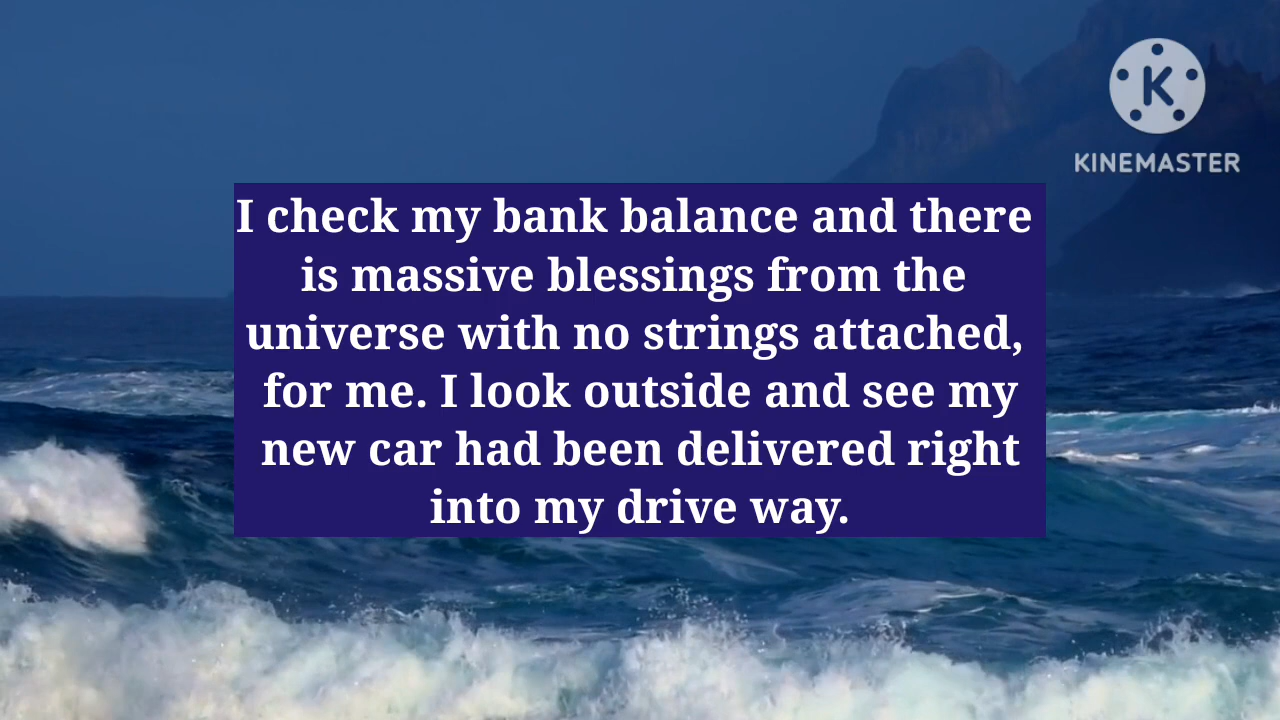 K
KINEMASTER
I check my bank balance and there
is massive blessings from the
universe with no strings attached,
for me. I look outside and see my
new car had been delivered right
into my drive way.